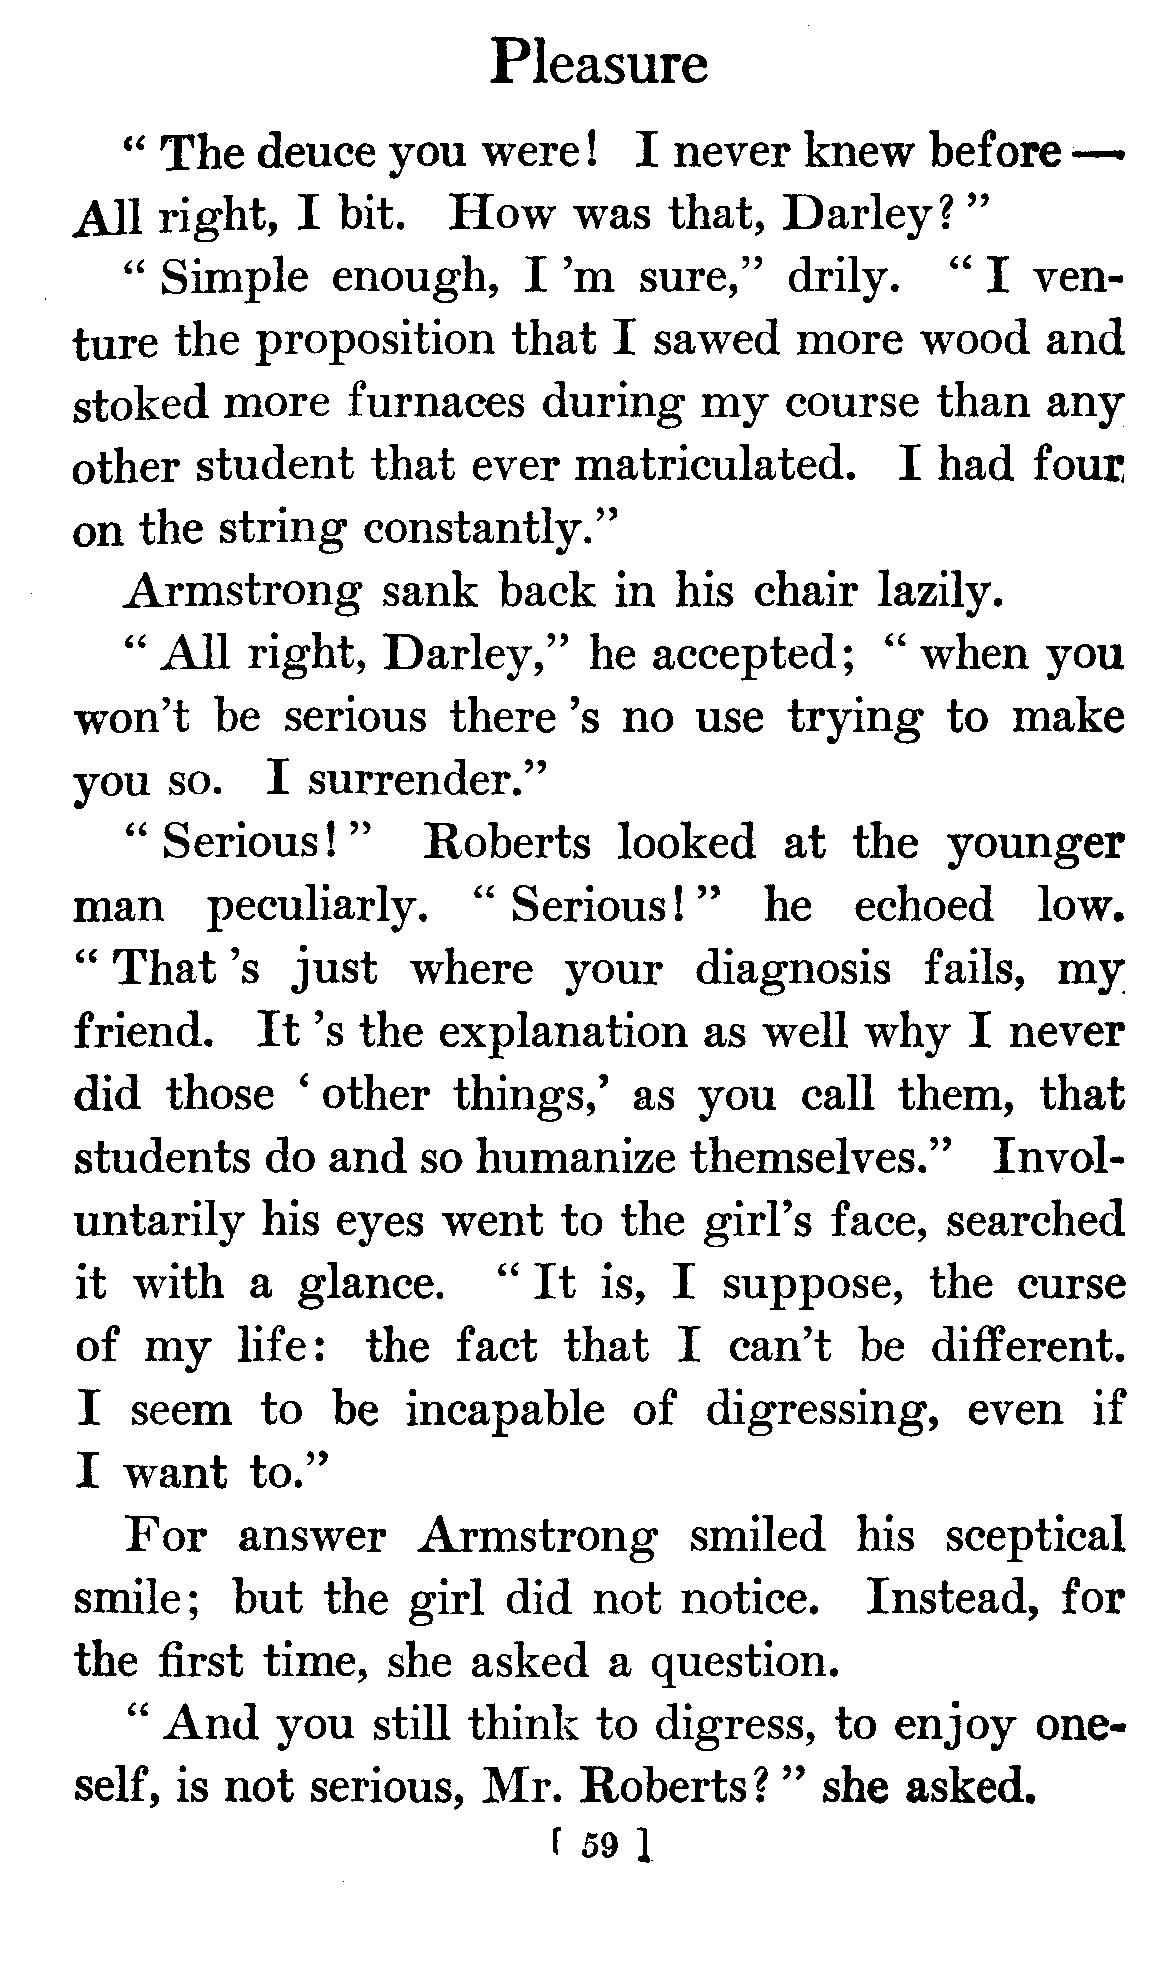 Pleasure
“ The deuce you were! I never knew before —
All right, I bit. How was that, Darley? ”
“ Simple enough, I ’m sure,” drily. “ I ven-
ture the proposition that I sawed more wood and
stoked more furnaces during my course than any
other student that ever matriculated. I had four
on the string constantly.”
Armstrong sank back in his chair lazily.
“ All right, Darley,” he accepted; “ when you
won’t be serious there ’s no use trying to make
you so. I surrender.”
“ Serious! ” Roberts looked at the younger
man peculiarly. “ Serious! ” he echoed low.
“ That ’s just where your diagnosis fails, my
friend. It ’s the explanation as well why I never
did those ‘ other things,’ as you call them, that
students do and so humanize themselves.” Invol-
untarily his eyes went to the girl’s face, searched
it with a glance. “ It is, I suppose, the curse
of my life: the fact that I can’t be different.
I seem to be incapable of digressing, even if
I want to.”
For answer Armstrong smiled his sceptical
smile; but the girl did not notice. Instead, for
the first time, she asked a question.
“ And you still think to digress, to enjoy one-
self, is not serious, Mr. Roberts? ” she asked.
[ 59 ]